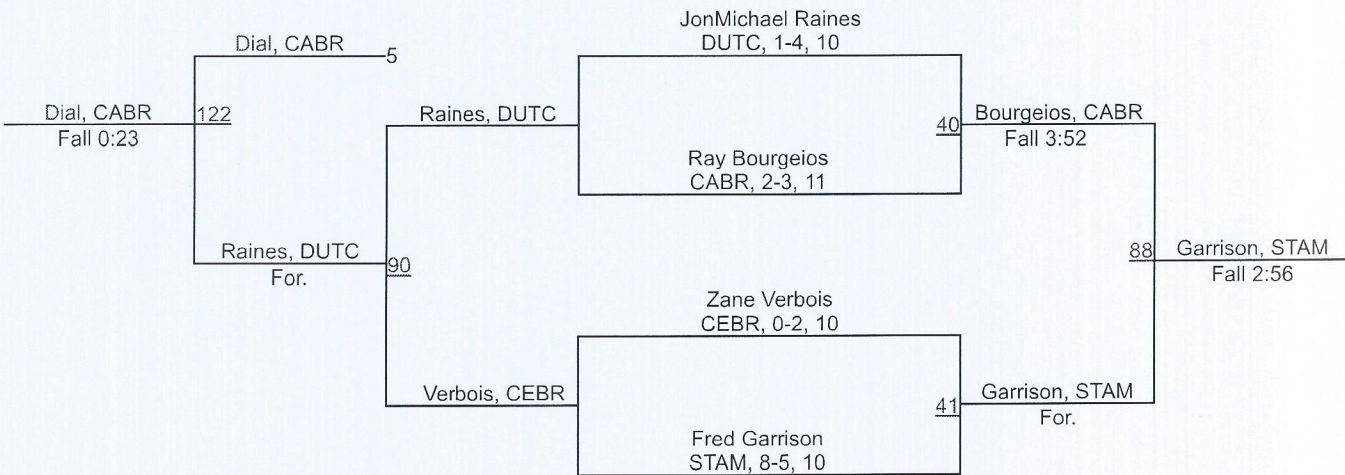 JonMichael Raines
DUTC, 1-4, 10
Dial, CABR
5
Dial, CABR
122
Fall 0:23
Raines, DUTC
40
Bourgeios, CABR
Fall 3:52
Ray Bourgeios
CABR, 2-3, 11
Raines, DUTC
For.
90
88
Garrison, STAM
Fall 2:56
Zane Verbois
CEBR, 0-2, 10
Verbois, CEBR
41
Garrison, STAM
For.
Fred Garrison
STAM, 8-5, 10